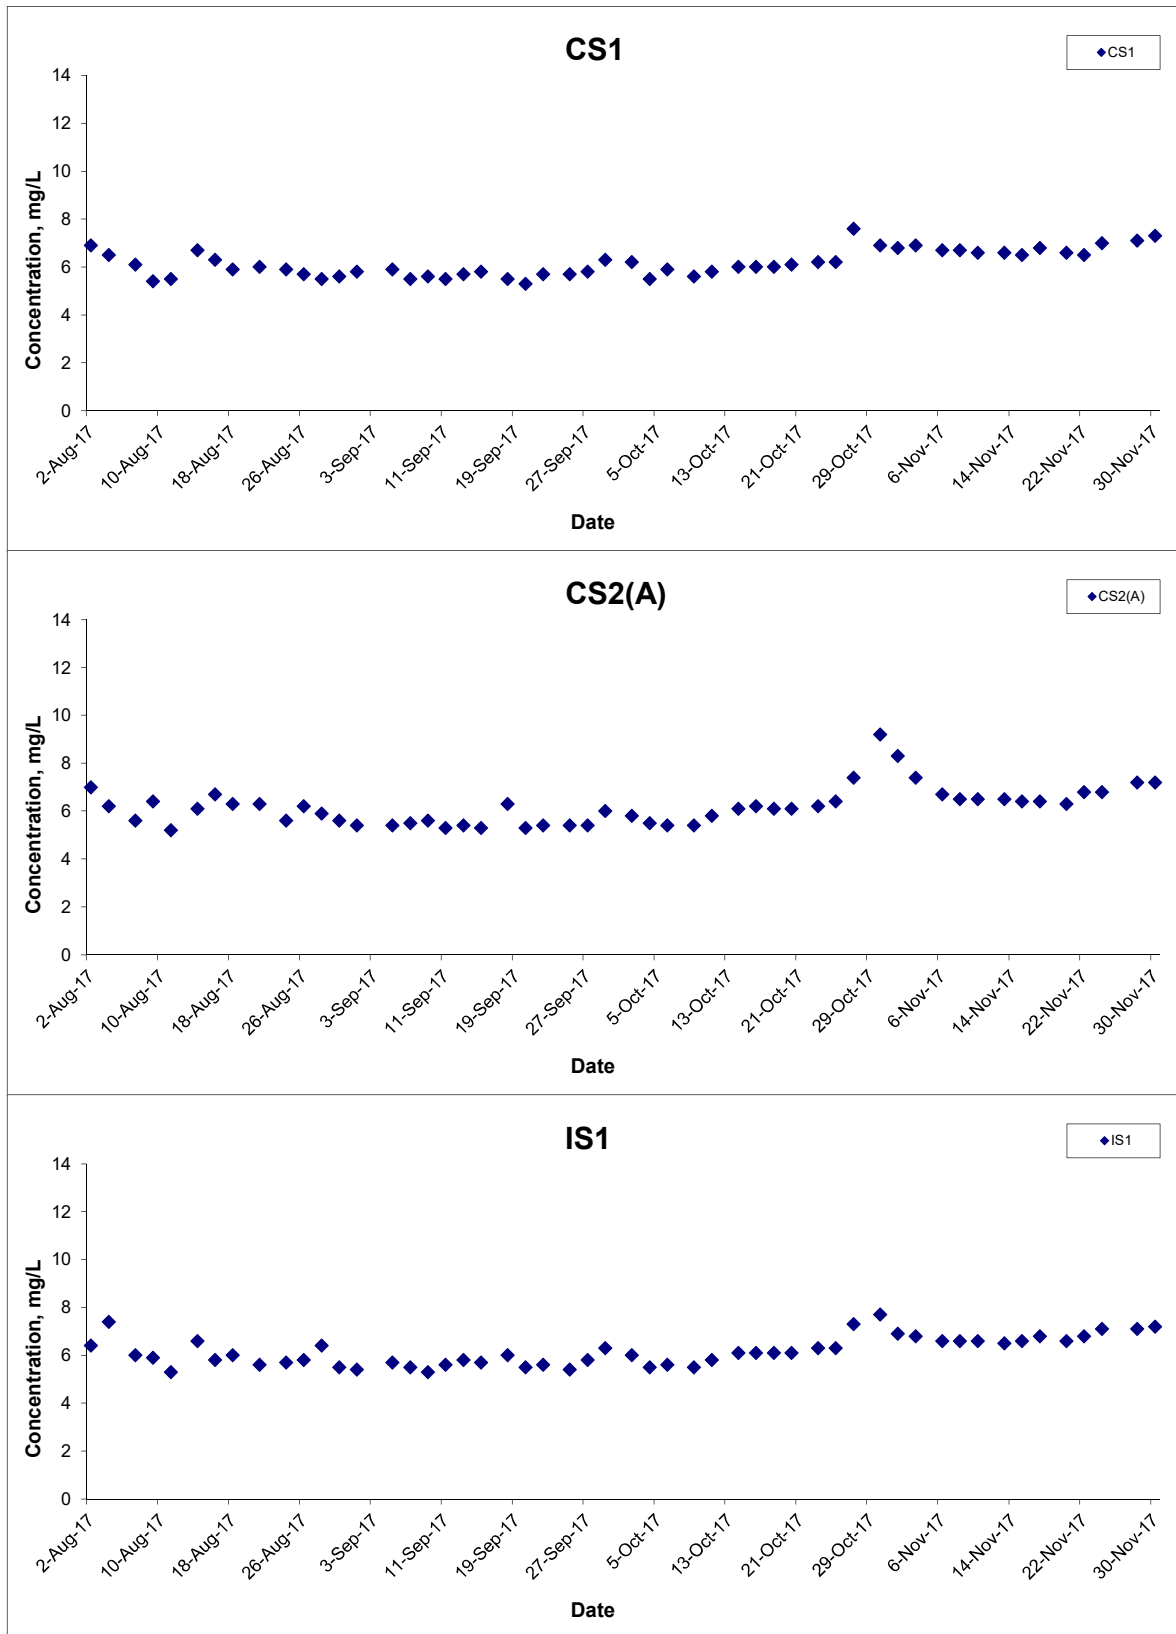 CS1
CS1
14
12
10
8
6
4
2
0
Concentration, mg/L
2-Aug-17
10-Aug-17
18-Aug-17
26-Aug-17
3-Sep-17
11-Sep-17
19-Sep-17
27-Sep-17
5-Oct-17
13-Oct-17
21-Oct-17
29-Oct-17
6-Nov-17
14-Nov-17
22-Nov-17
30-Nov-17
Date
CS2(A)
CS2(A)
14
12
10
8
6
4
2
0
Concentration, mg/L
2-Aug-17
10-Aug-17
18-Aug-17
26-Aug-17
3-Sep-17
11-Sep-17
19-Sep-17
27-Sep-17
5-Oct-17
13-Oct-17
21-Oct-17
29-Oct-17
6-Nov-17
14-Nov-17
22-Nov-17
30-Nov-17
Date
IS1
IS1
14
12
10
8
6
4
2
0
Concentration, mg/L
2-Aug-17
10-Aug-17
18-Aug-17
26-Aug-17
3-Sep-17
11-Sep-17
19-Sep-17
27-Sep-17
5-Oct-17
13-Oct-17
21-Oct-17
29-Oct-17
6-Nov-17
14-Nov-17
22-Nov-17
30-Nov-17
Date